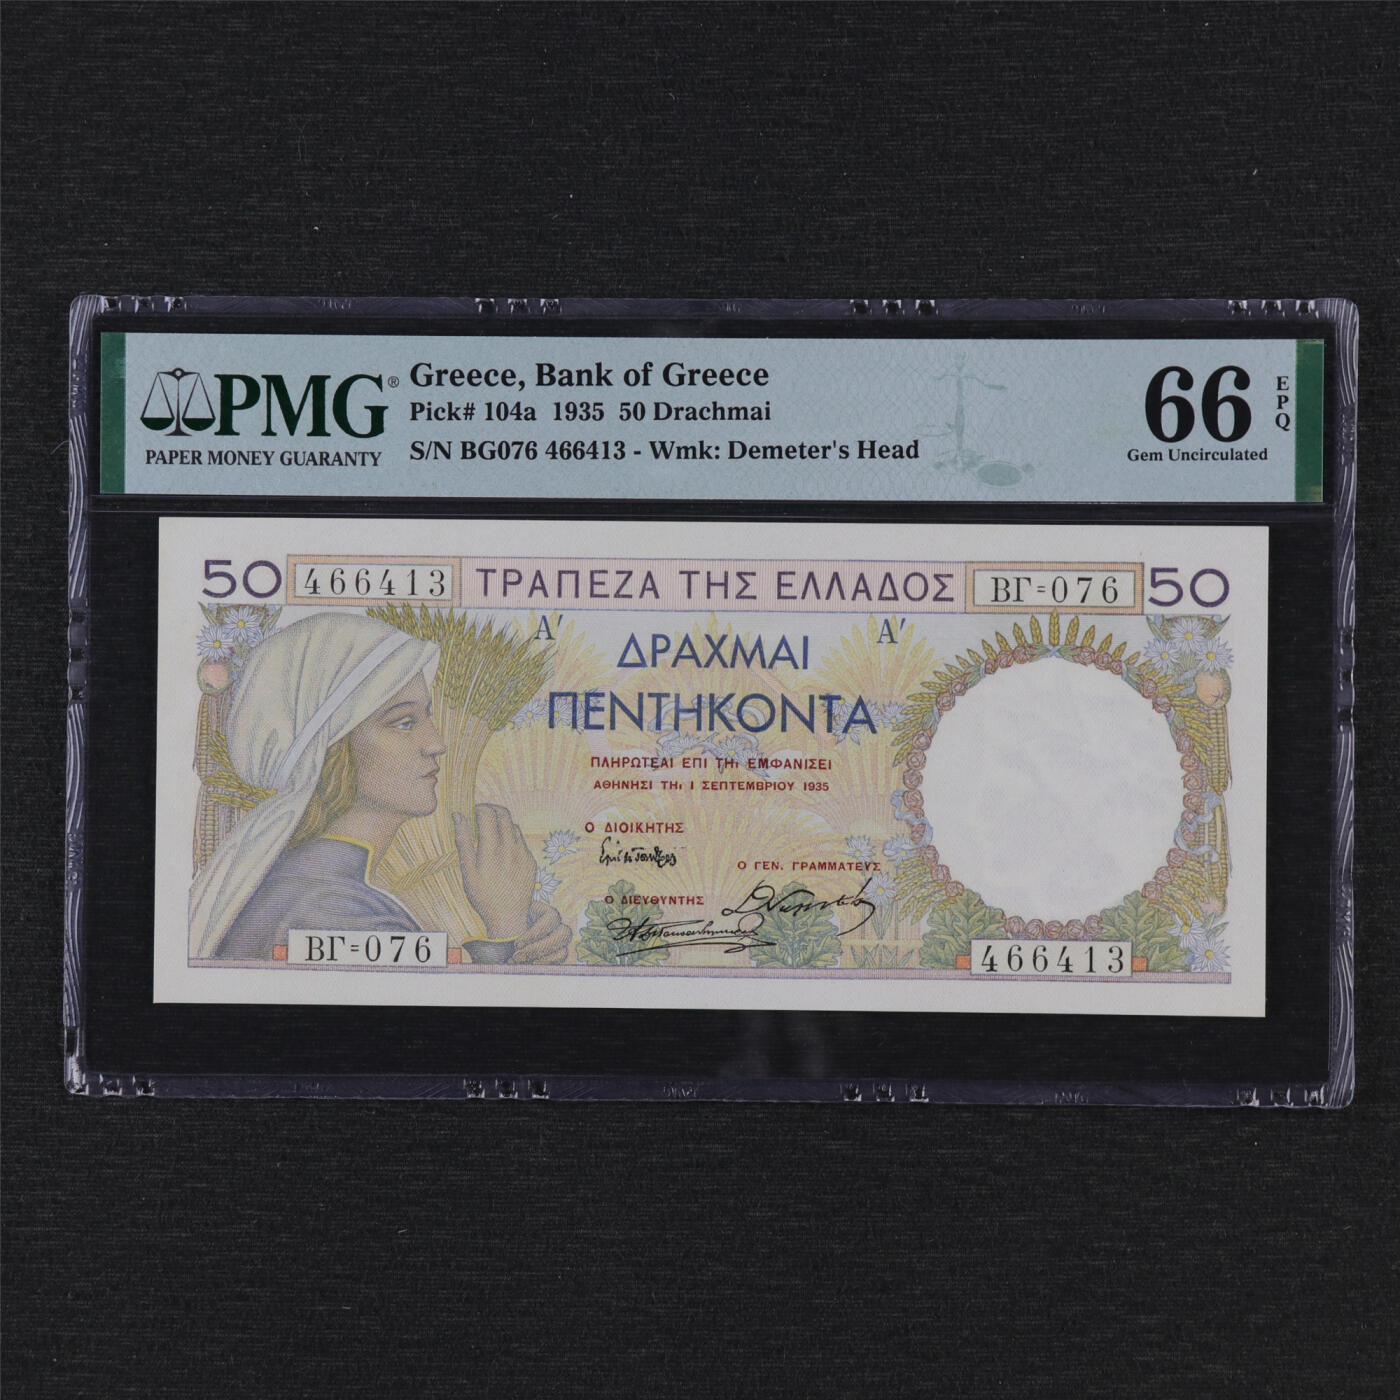 PMG®
PAPER MONEY GUARANTY
Greece, Bank of Greece
Pick# 104a 1935 50 Drachmai
S/N BG076 466413 - Wmk: Demeter's Head
66
EPQ
Gem Uncirculated
50 466413 ΤΡΑΠΕΖΑ ΤΗΣ ΕΛΛΑΔΟΣ ΒΓ=076 50
Α′ Α′
ΔΡΑΧΜΑΙ
ΠΕΝΤΗΚΟΝΤΑ
ΠΛΗΡΩΤΕΑΙ ΕΠΙ ΤΗι ΕΜΦΑΝΙΣΕΙ
ΑΘΗΝΗΣΙ ΤΗι 1 ΣΕΠΤΕΜΒΡΙΟΥ 1935
Ο ΔΙΟΙΚΗΤΗΣ
Ο ΓΕΝ. ΓΡΑΜΜΑΤΕΥΣ
Ο ΔΙΕΥΘΥΝΤΗΣ
ΒΓ=076 466413